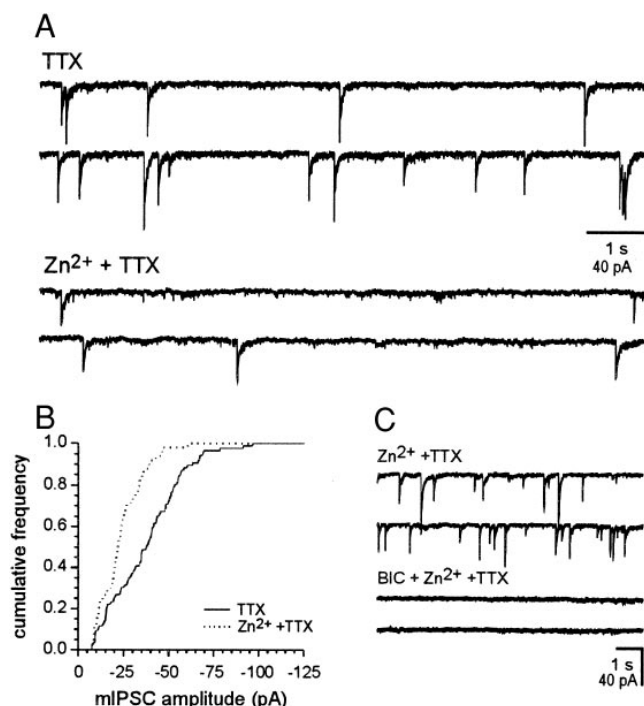 A
TTX
1 s
40 pA
Zn²⁺ + TTX
B
1.0
0.8
0.6
0.4
0.2
0.0
cumulative frequency
TTX
Zn²⁺ +TTX
0 -25 -50 -75 -100 -125
mIPSC amplitude (pA)
C
Zn²⁺ +TTX
BIC + Zn²⁺ +TTX
1 s
40 pA